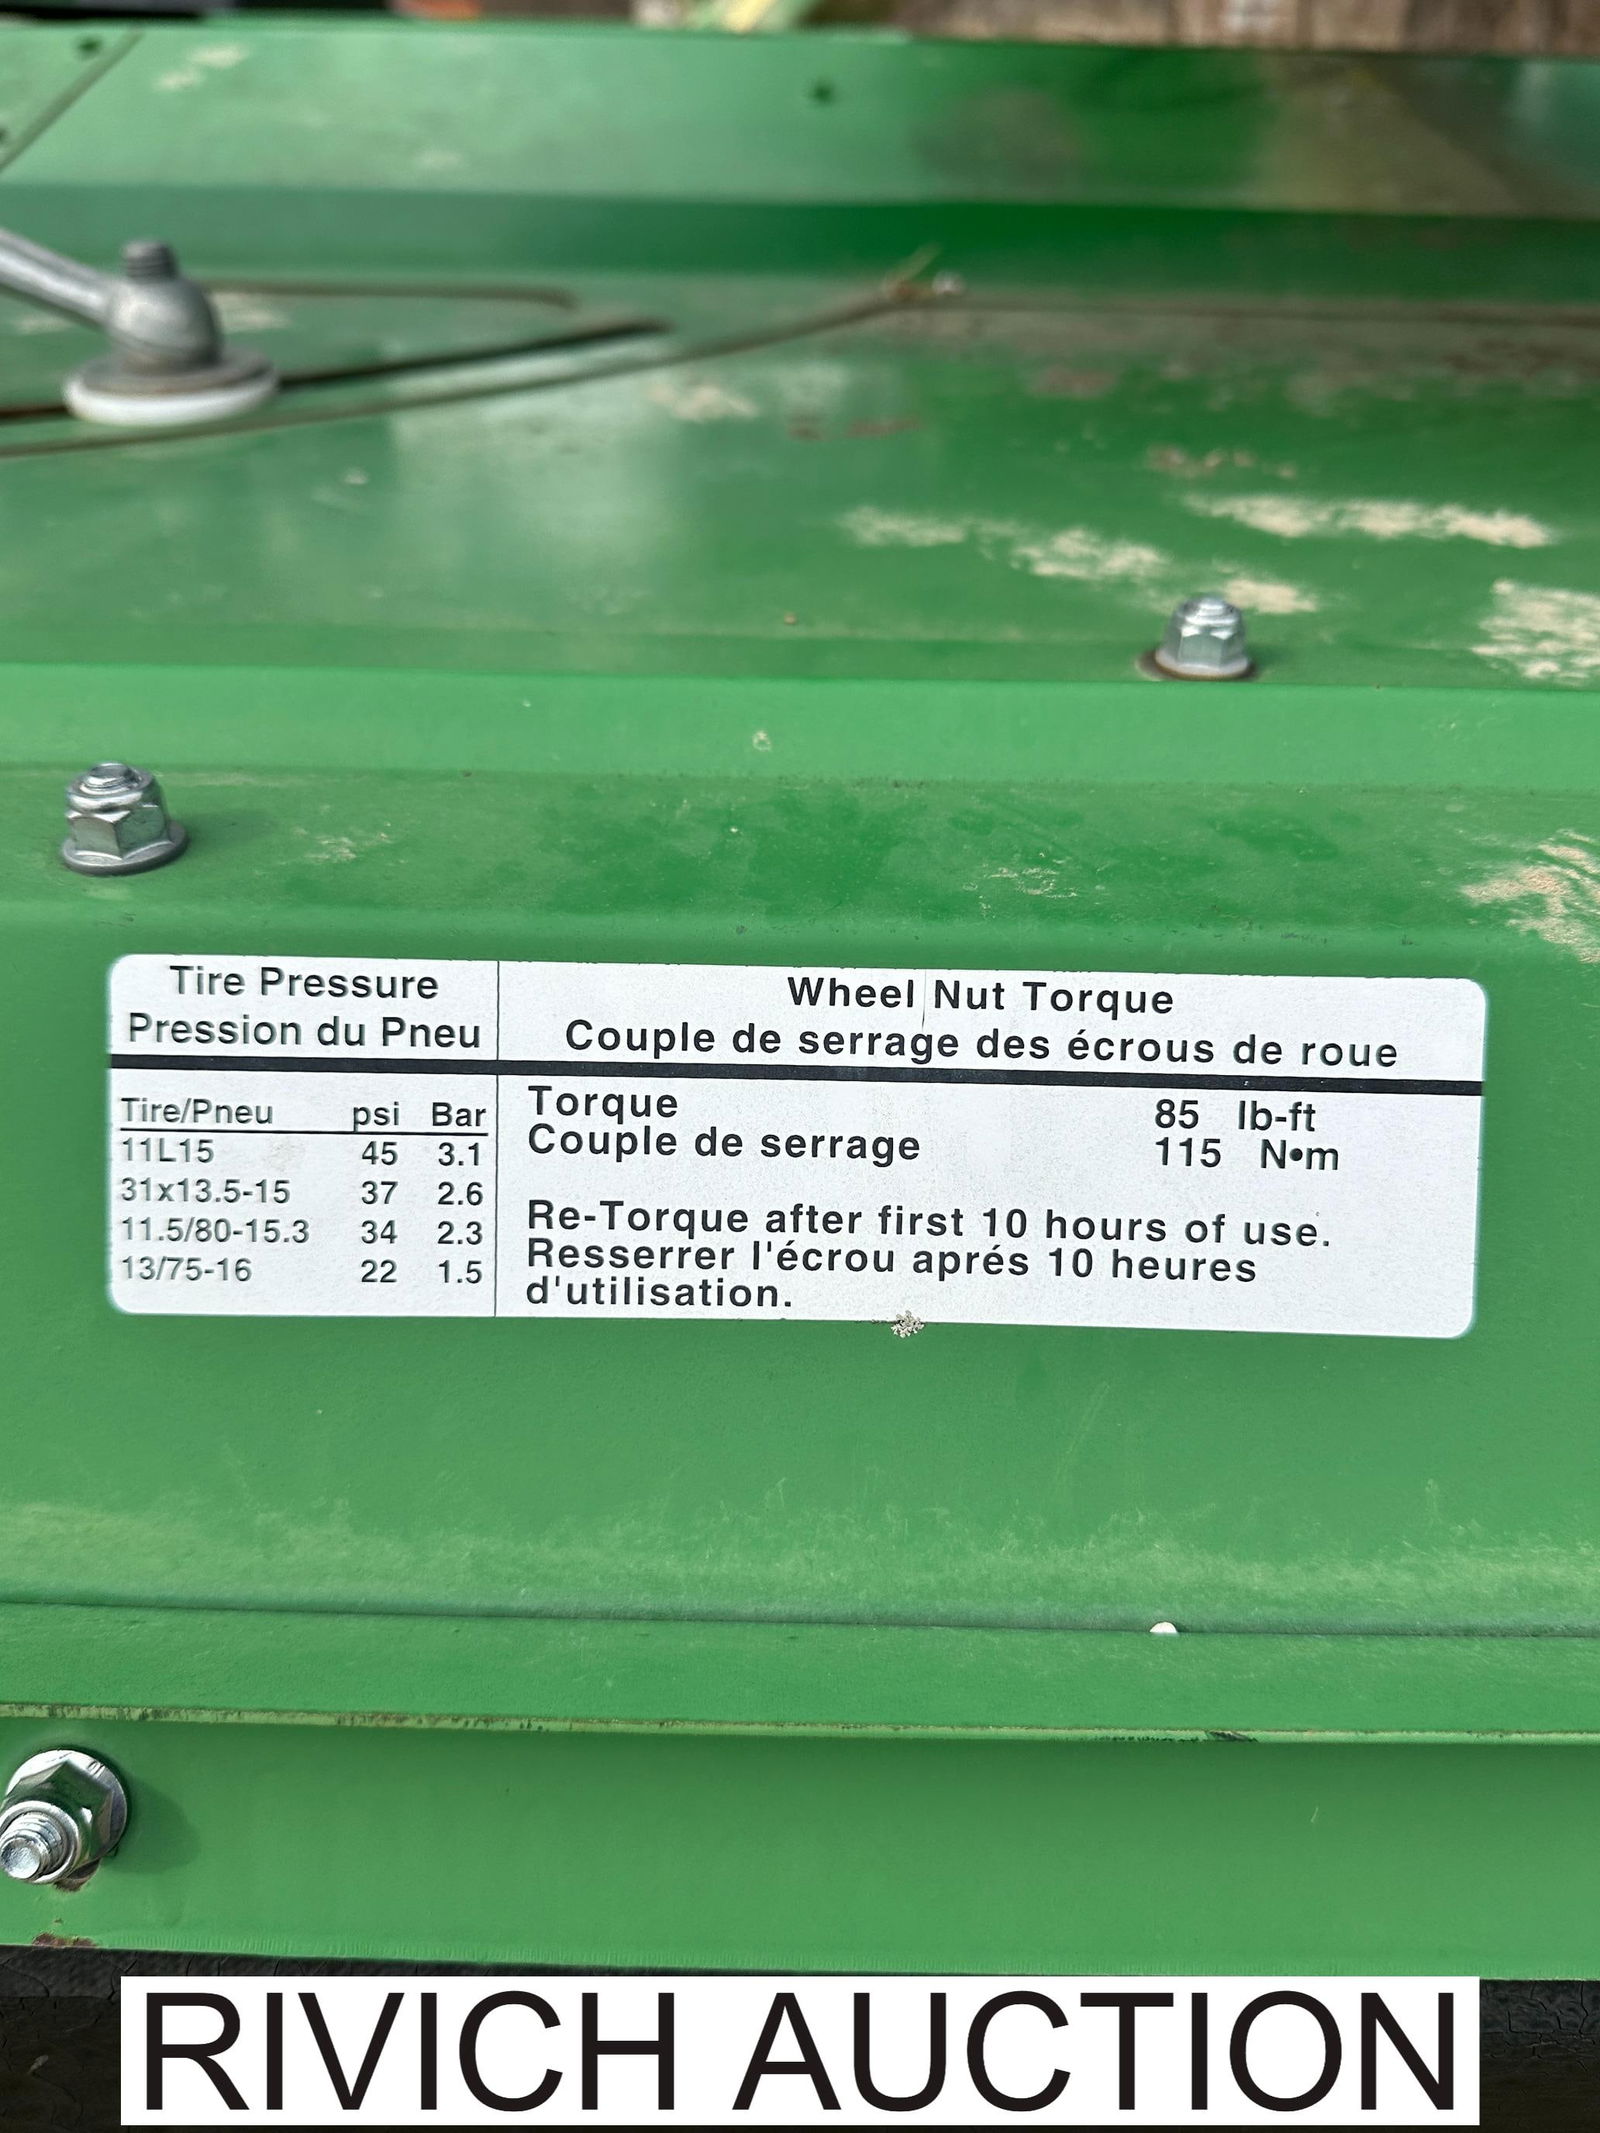 Tire Pressure
Pression du Pneu
Tire/Pneu psi Bar
11L15 45 3.1
31x13.5-15 37 2.6
11.5/80-15.3 34 2.3
13/75-16 22 1.5
Wheel Nut Torque
Couple de serrage des écrous de roue
Torque 85 lb-ft
Couple de serrage 115 N•m
Re-Torque after first 10 hours of use.
Resserrer l'écrou aprés 10 heures
d'utilisation.
RIVICH AUCTION